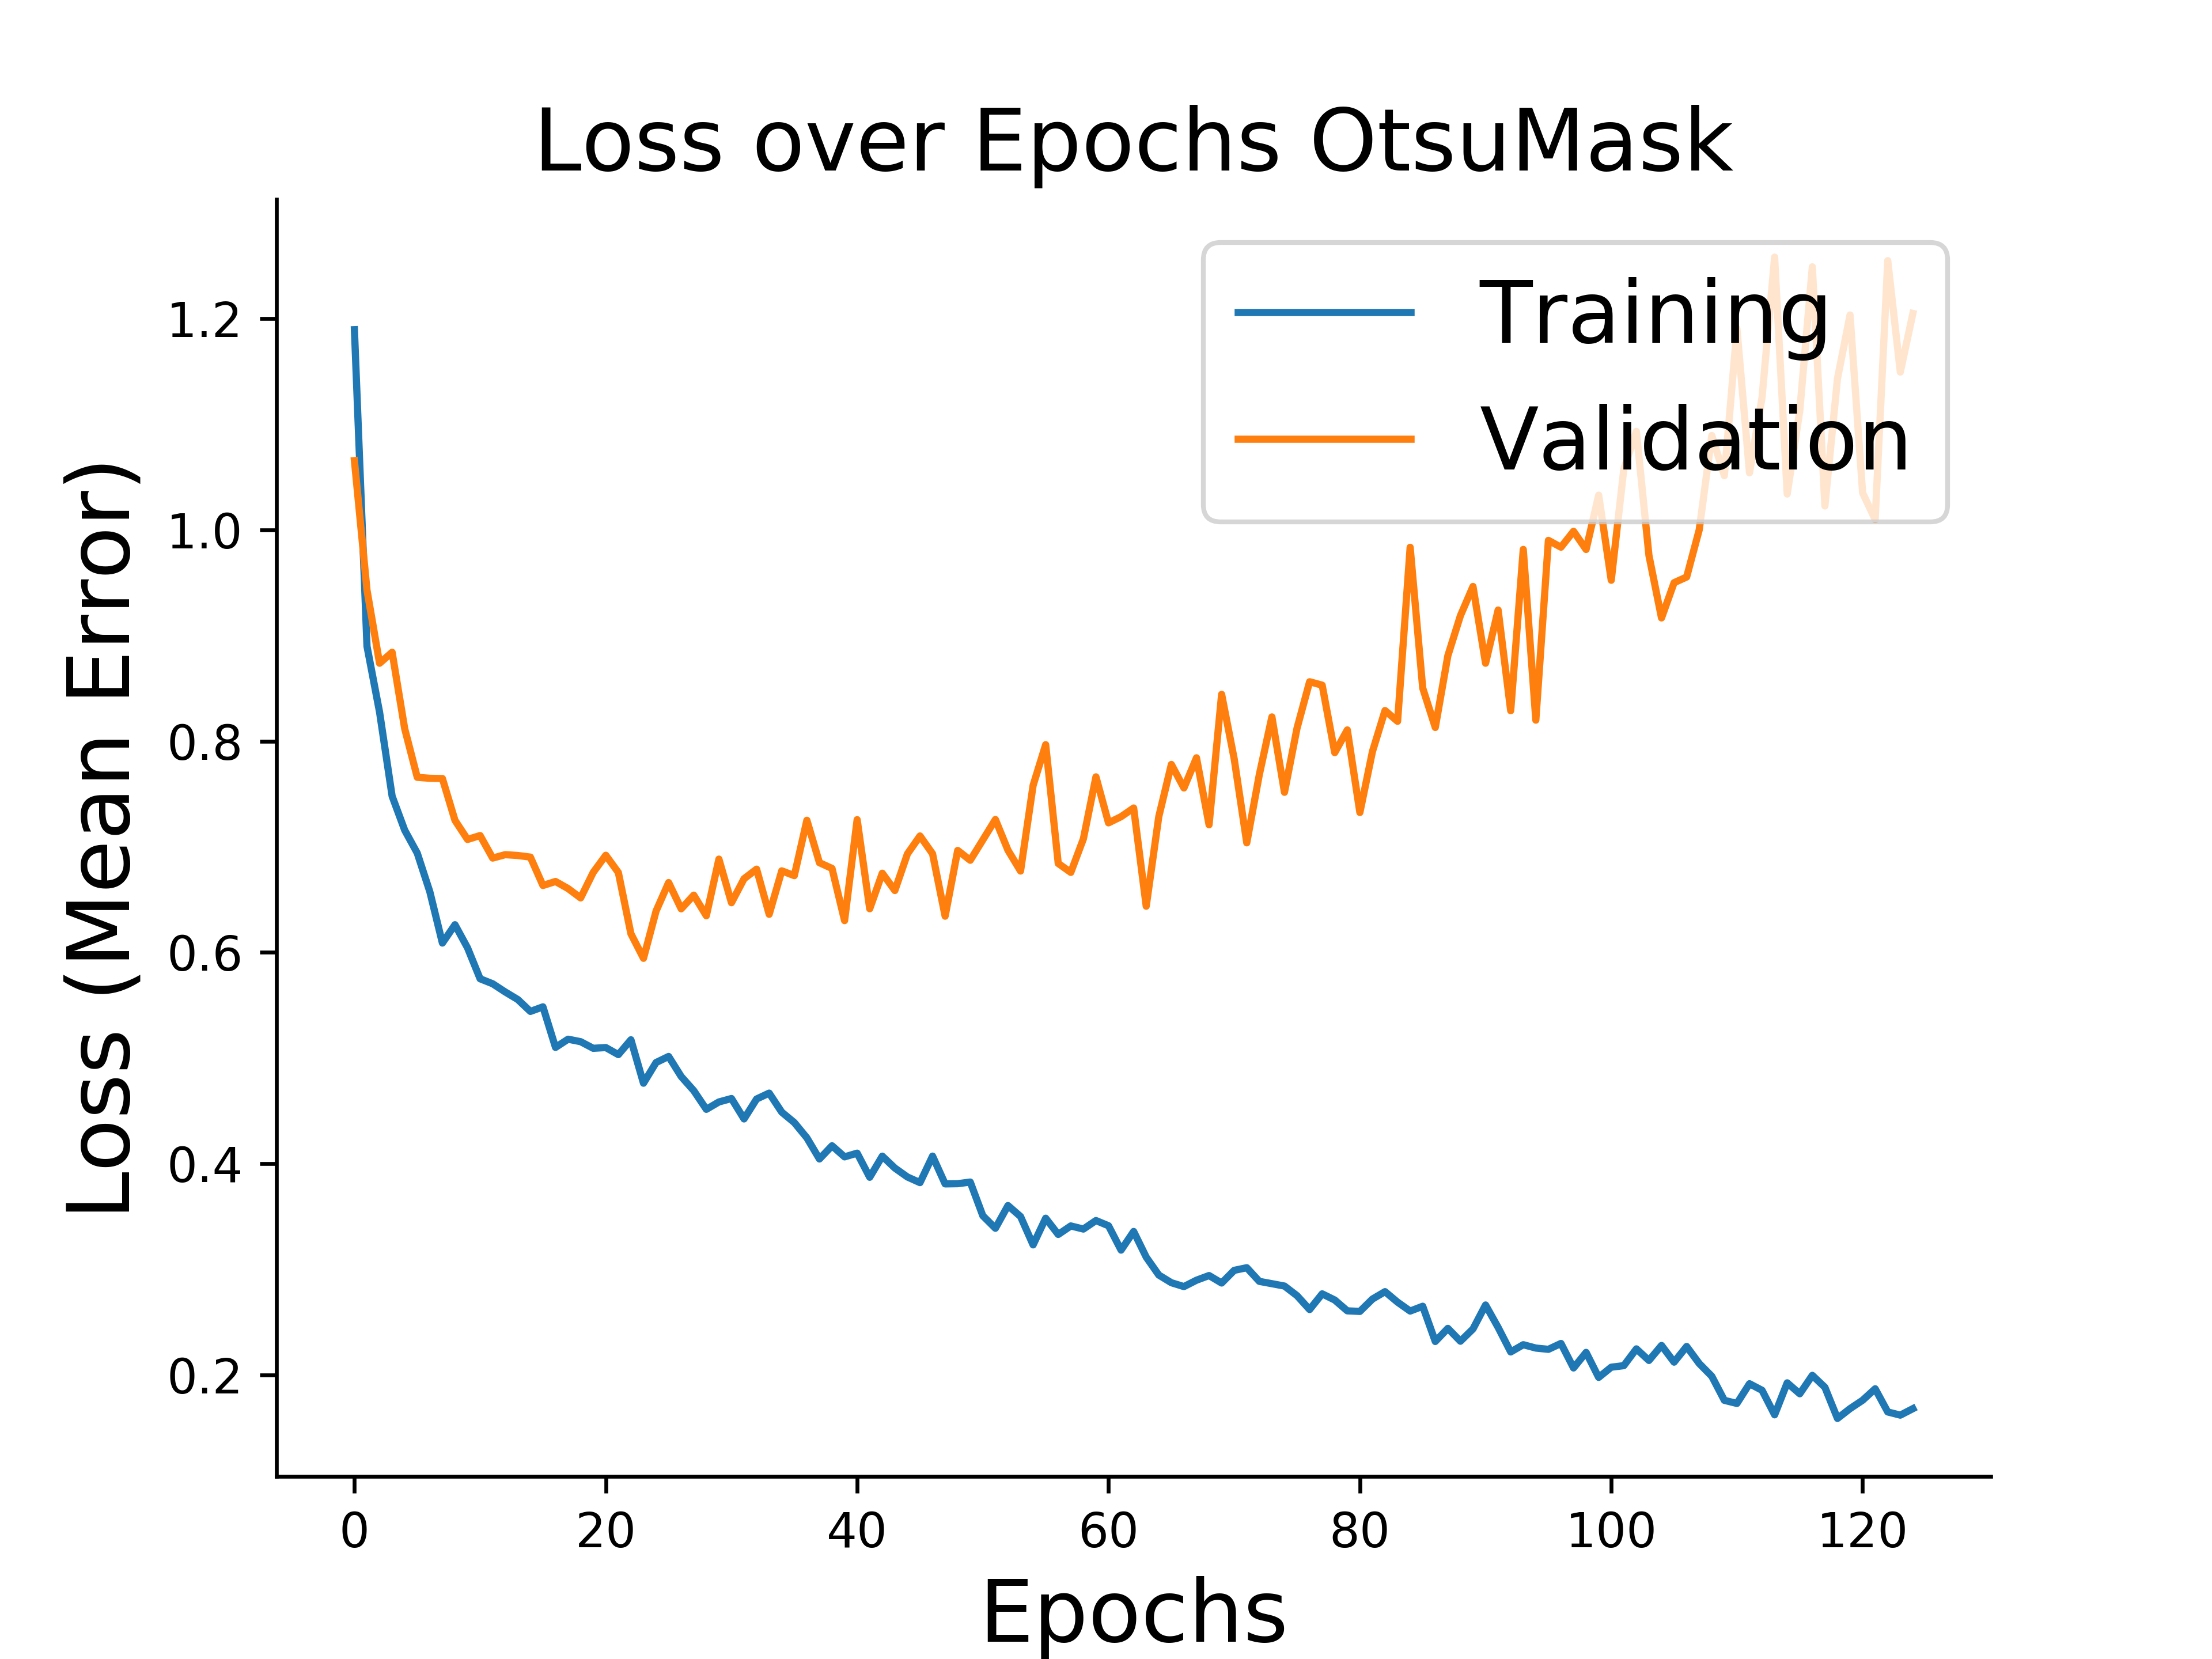 Loss over Epochs OtsuMask
Training
Validation
Loss (Mean Error)
1.2
1.0
0.8
0.6
0.4
0.2
0 20 40 60 80 100 120
Epochs